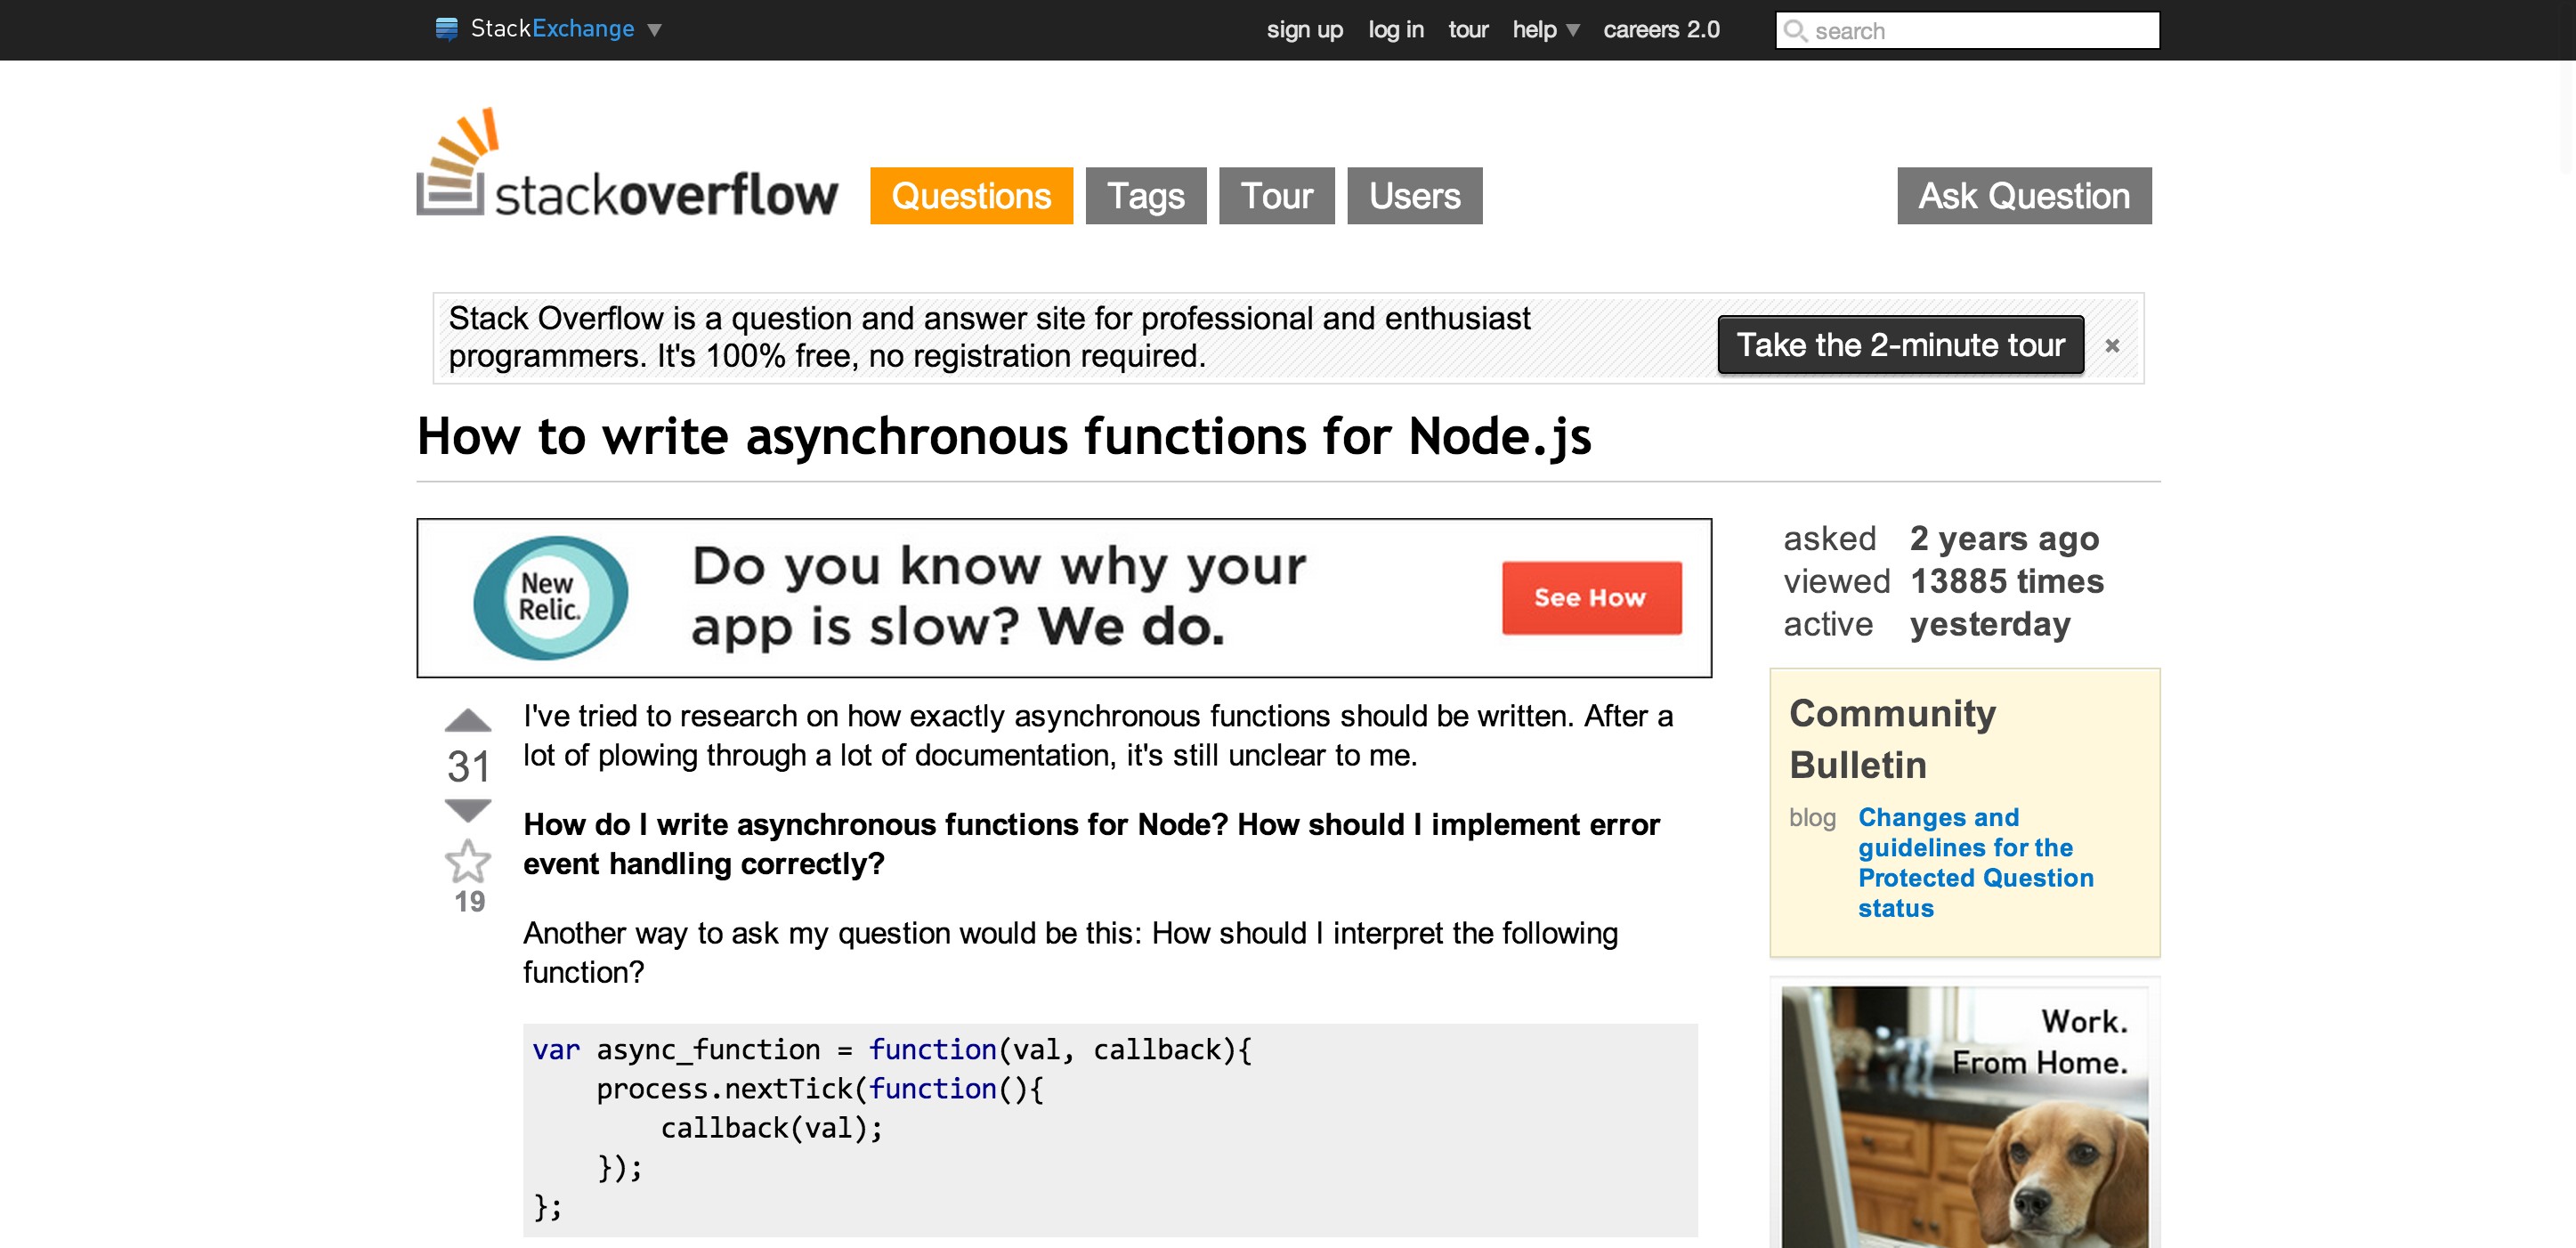 StackExchange ▼ sign up log in tour help ▼ careers 2.0 search
stackoverflow Questions Tags Tour Users Ask Question
Stack Overflow is a question and answer site for professional and enthusiast
programmers. It's 100% free, no registration required.
Take the 2-minute tour ×
How to write asynchronous functions for Node.js
New
Relic.
Do you know why your
app is slow? We do.
See How
asked 2 years ago
viewed 13885 times
active yesterday
31
19
I've tried to research on how exactly asynchronous functions should be written. After a
lot of plowing through a lot of documentation, it's still unclear to me.
How do I write asynchronous functions for Node? How should I implement error
event handling correctly?
Another way to ask my question would be this: How should I interpret the following
function?
var async_function = function(val, callback){
    process.nextTick(function(){
        callback(val);
    });
};
Community
Bulletin
blog Changes and
guidelines for the
Protected Question
status
Work.
From Home.